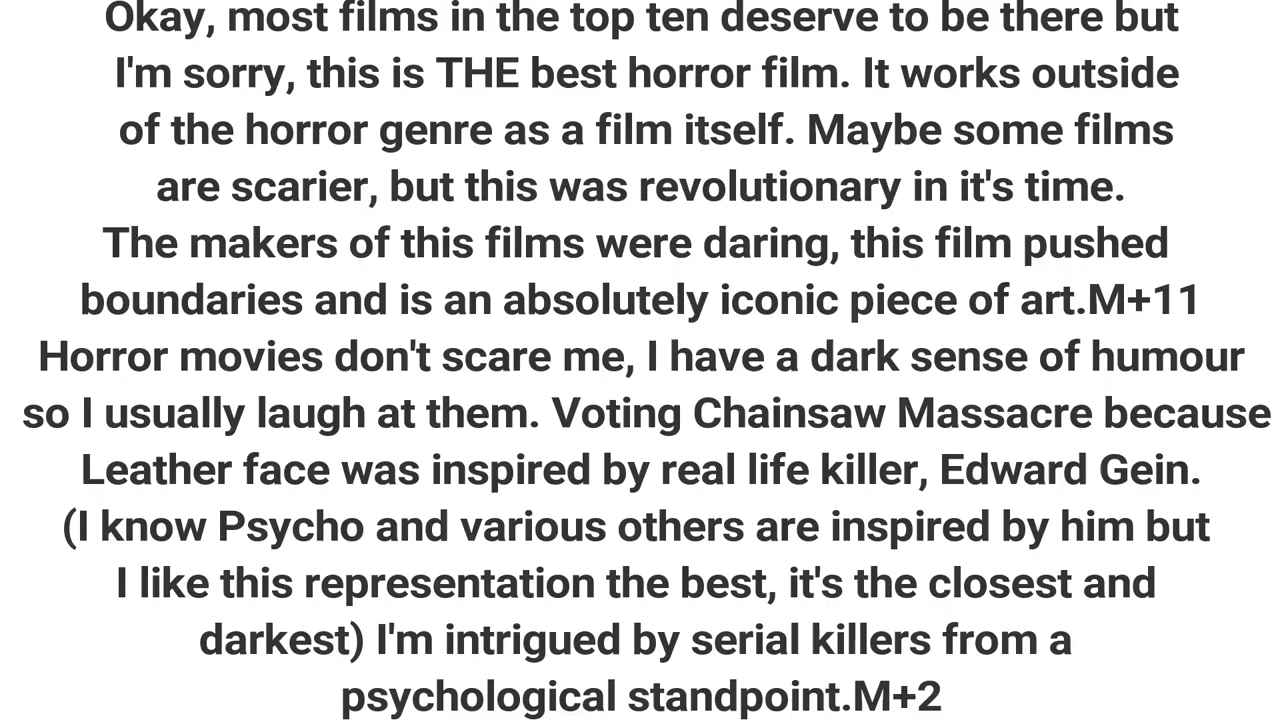 Okay, most films in the top ten deserve to be there but
I'm sorry, this is THE best horror film. It works outside
of the horror genre as a film itself. Maybe some films
are scarier, but this was revolutionary in it's time.
The makers of this films were daring, this film pushed
boundaries and is an absolutely iconic piece of art.M+11
Horror movies don't scare me, I have a dark sense of humour
so I usually laugh at them. Voting Chainsaw Massacre because
Leather face was inspired by real life killer, Edward Gein.
(I know Psycho and various others are inspired by him but
I like this representation the best, it's the closest and
darkest) I'm intrigued by serial killers from a
psychological standpoint.M+2